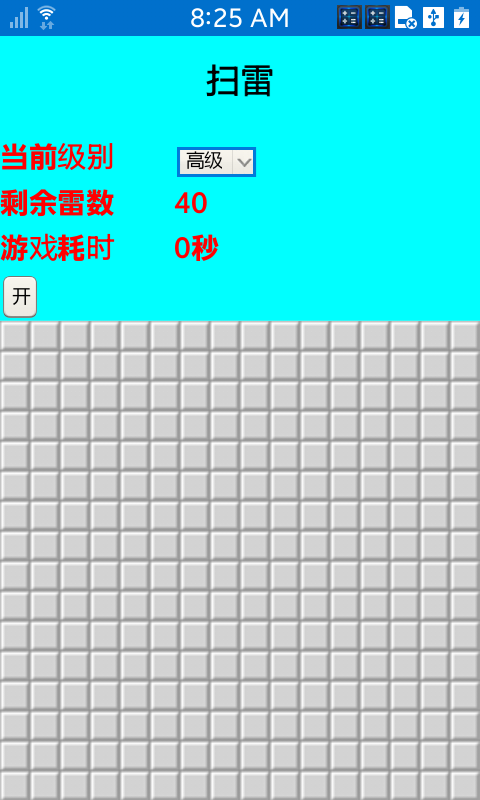 8:25 AM
扫雷
当前级别 高级
剩余雷数 40
游戏耗时 0秒
开